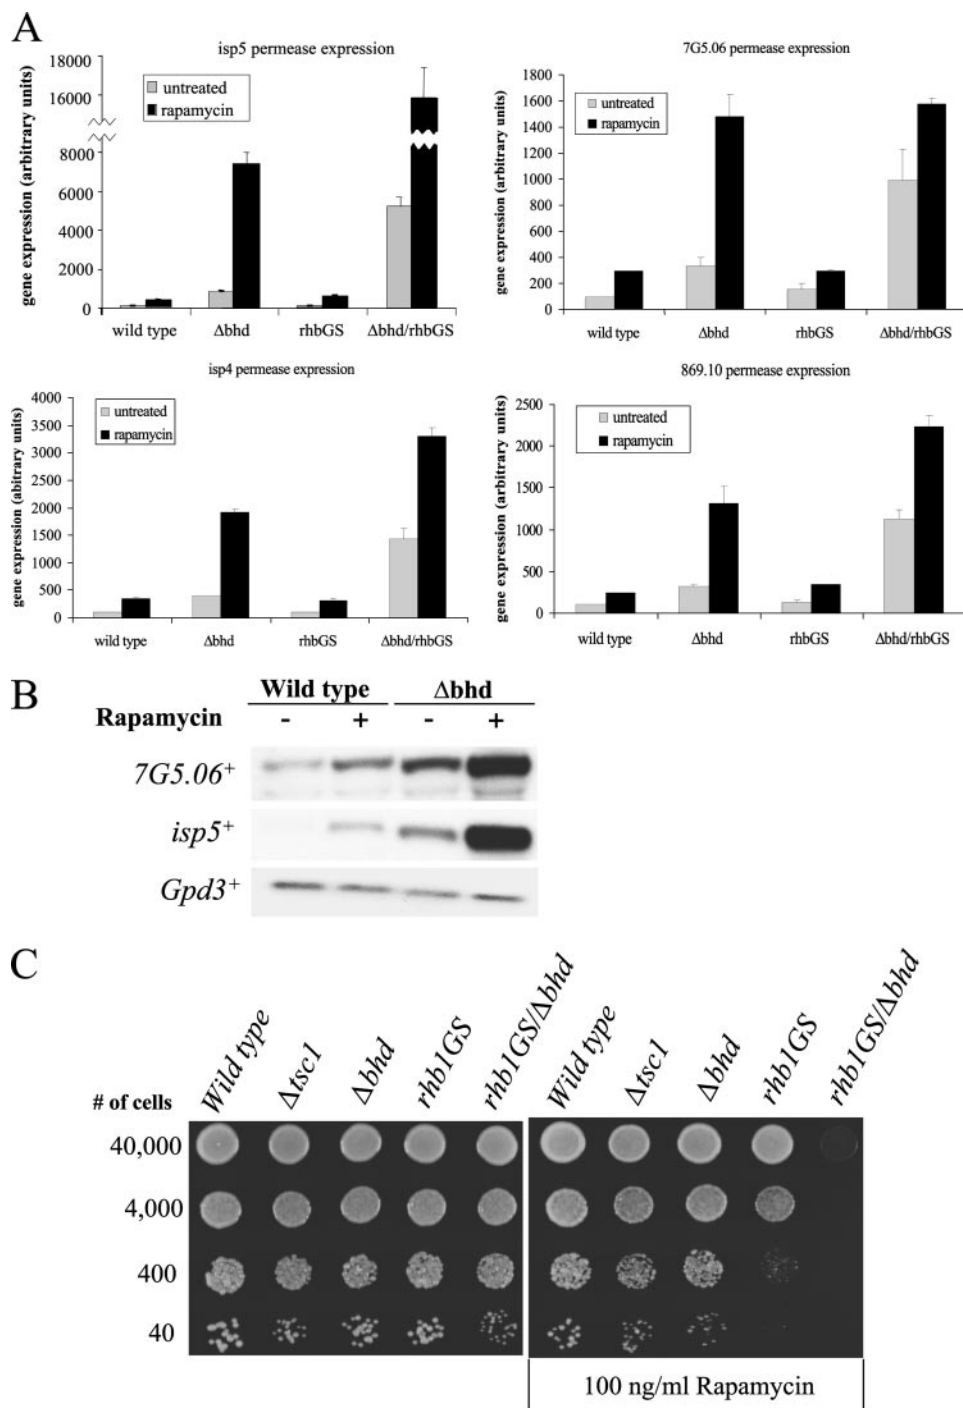 A
isp5 permease expression
gene expression (arbitrary units)
18000
16000
8000
6000
4000
2000
0
untreated
rapamycin
wild type
Δbhd
rhbGS
Δbhd/rhbGS
7G5.06 permease expression
gene expression (arbitrary units)
1800
1600
1400
1200
1000
800
600
400
200
0
untreated
rapamycin
wild type
Δbhd
rhbGS
Δbhd/rhbGS
isp4 permease expression
gene expression (abitrary units)
4000
3500
3000
2500
2000
1500
1000
500
0
untreated
rapamycin
wild type
Δbhd
rhbGS
Δbhd/rhbGS
869.10 permease expression
gene expression (arbitrary units)
2500
2000
1500
1000
500
0
untreated
rapamycin
wild type
Δbhd
rhbGS
Δbhd/rhbGS
B
Wild type Δbhd
Rapamycin - + - +
7G5.06⁺
isp5⁺
Gpd3⁺
C
# of cells
Wild type
Δtsc1
Δbhd
rhb1GS
rhb1GS/Δbhd
Wild type
Δtsc1
Δbhd
rhb1GS
rhb1GS/Δbhd
40,000
4,000
400
40
100 ng/ml Rapamycin